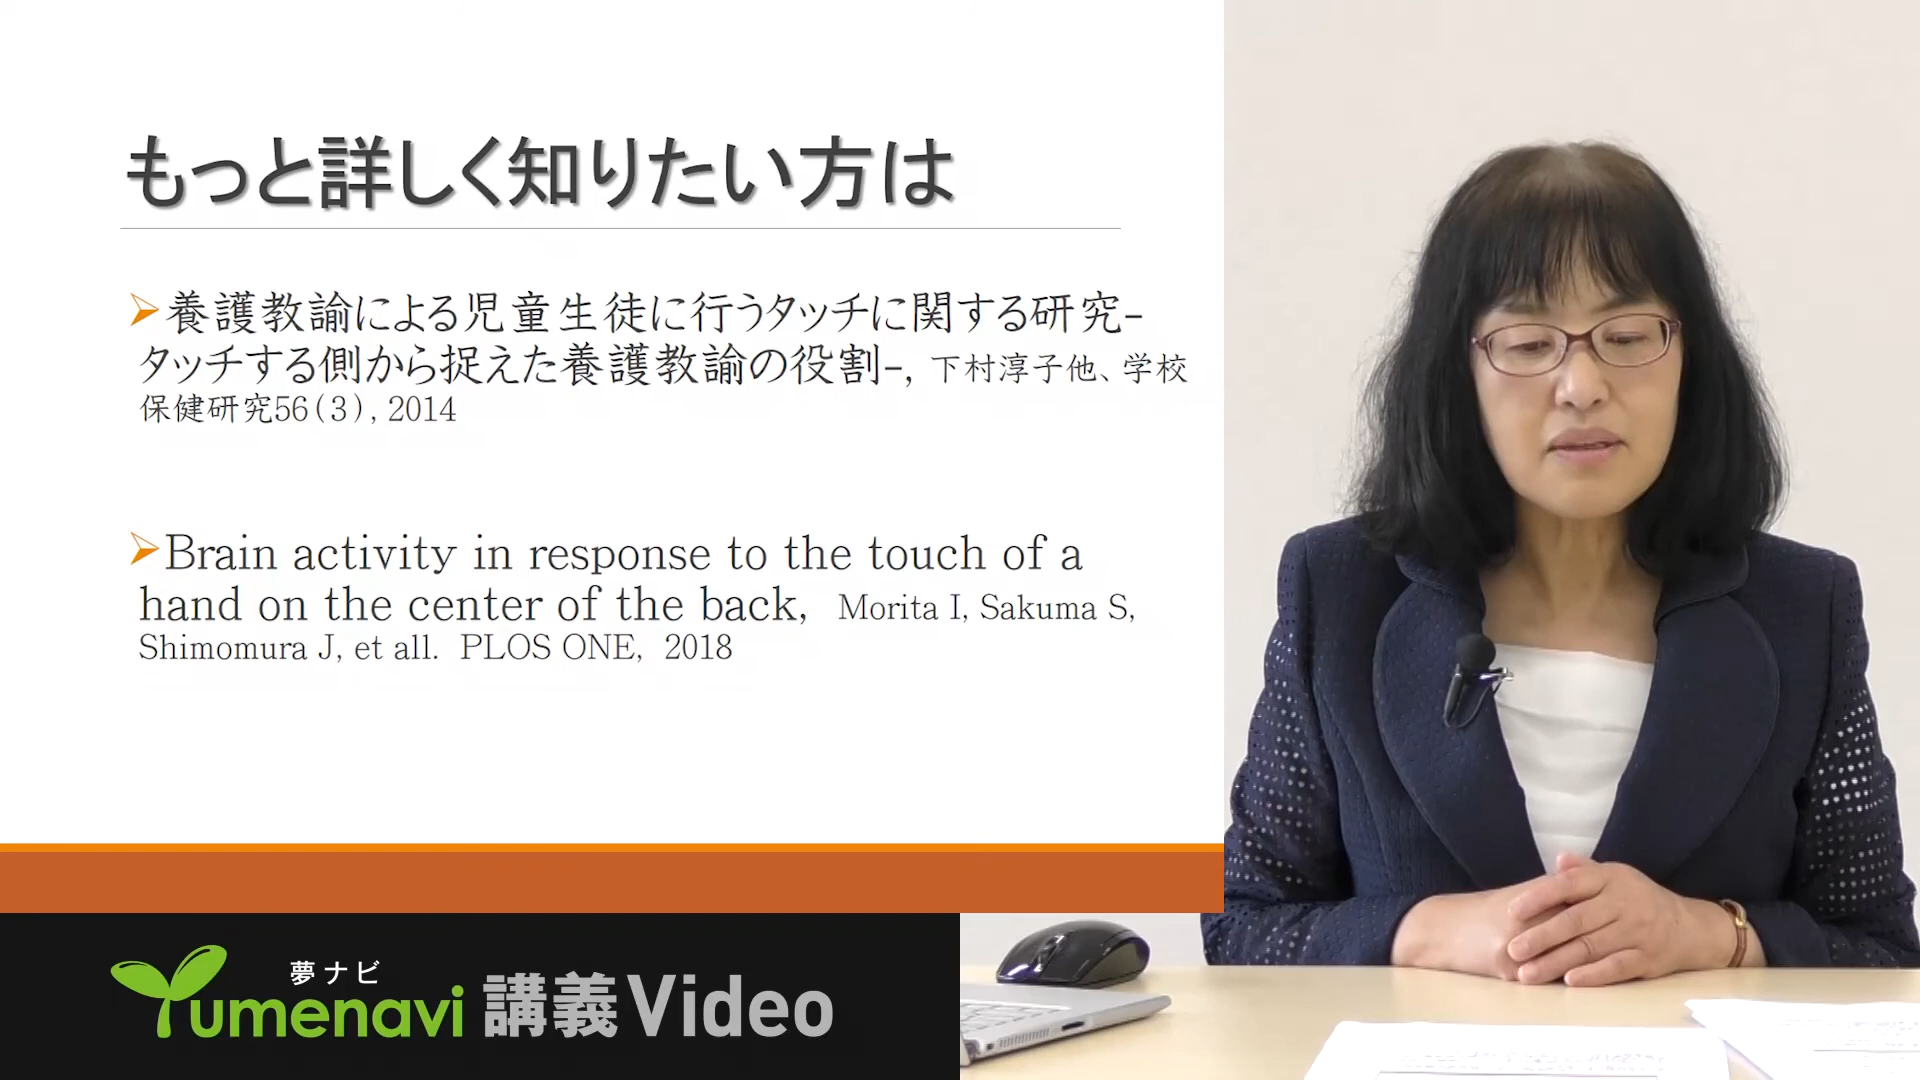 もっと詳しく知りたい方は
養護教諭による児童生徒に行うタッチに関する研究–
タッチする側から捉えた養護教諭の役割–, 下村淳子他、学校
保健研究56(3), 2014
Brain activity in response to the touch of a
hand on the center of the back, Morita I, Sakuma S,
Shimomura J, et all. PLOS ONE, 2018
夢ナビ
Yumenavi 講義Video